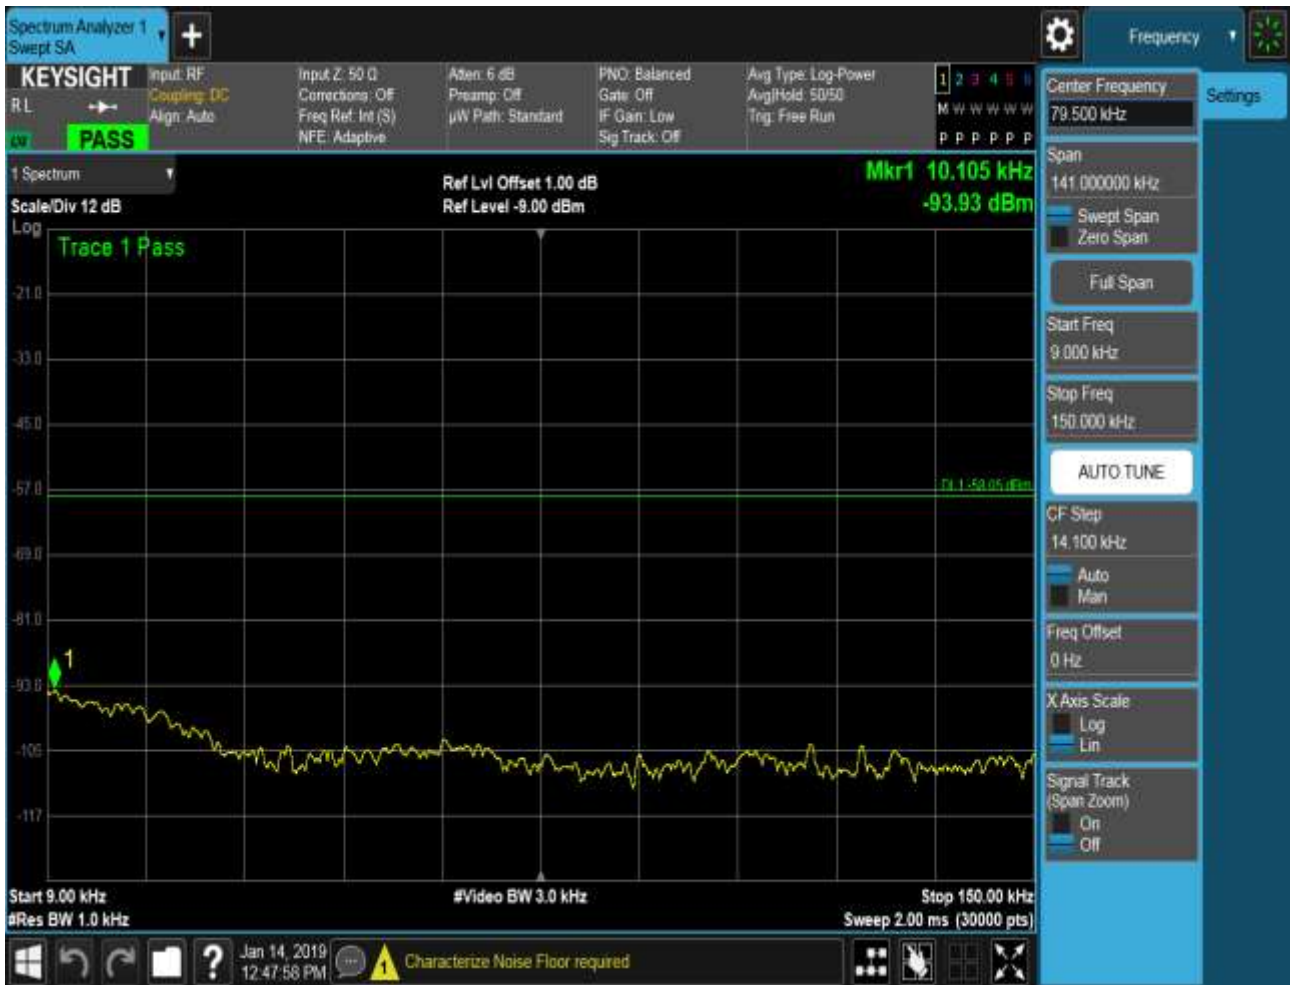 Spectrum Analyzer 1
Swept SA
+
Frequency
KEYSIGHT
RL
PASS
Input: RF
Coupling: DC
Align: Auto
Input Z: 50 Ω
Corrections: Off
Freq Ref: Int (S)
NFE: Adaptive
Atten: 6 dB
Preamp: Off
µW Path: Standard
PNO: Balanced
Gate: Off
IF Gain: Low
Sig Track: Off
Avg Type: Log-Power
Avg|Hold: 50/50
Trig: Free Run
1 2 3 4 5 6
M W W W W W
P P P P P P
1 Spectrum
Scale/Div 12 dB
Log
Ref Lvl Offset 1.00 dB
Ref Level -9.00 dBm
Mkr1 10.105 kHz
-93.93 dBm
Trace 1 Pass
-21.0
-33.0
-45.0
-57.0
DL1 -58.05 dBm
-69.0
-81.0
1
-93.0
-105
-117
Start 9.00 kHz
#Res BW 1.0 kHz
#Video BW 3.0 kHz
Stop 150.00 kHz
Sweep 2.00 ms (30000 pts)
Center Frequency
79.500 kHz
Settings
Span
141.000000 kHz
Swept Span
Zero Span
Full Span
Start Freq
9.000 kHz
Stop Freq
150.000 kHz
AUTO TUNE
CF Step
14.100 kHz
Auto
Man
Freq Offset
0 Hz
X Axis Scale
Log
Lin
Signal Track
(Span Zoom)
On
Off
?
Jan 14, 2019
12:47:58 PM
1
Characterize Noise Floor required